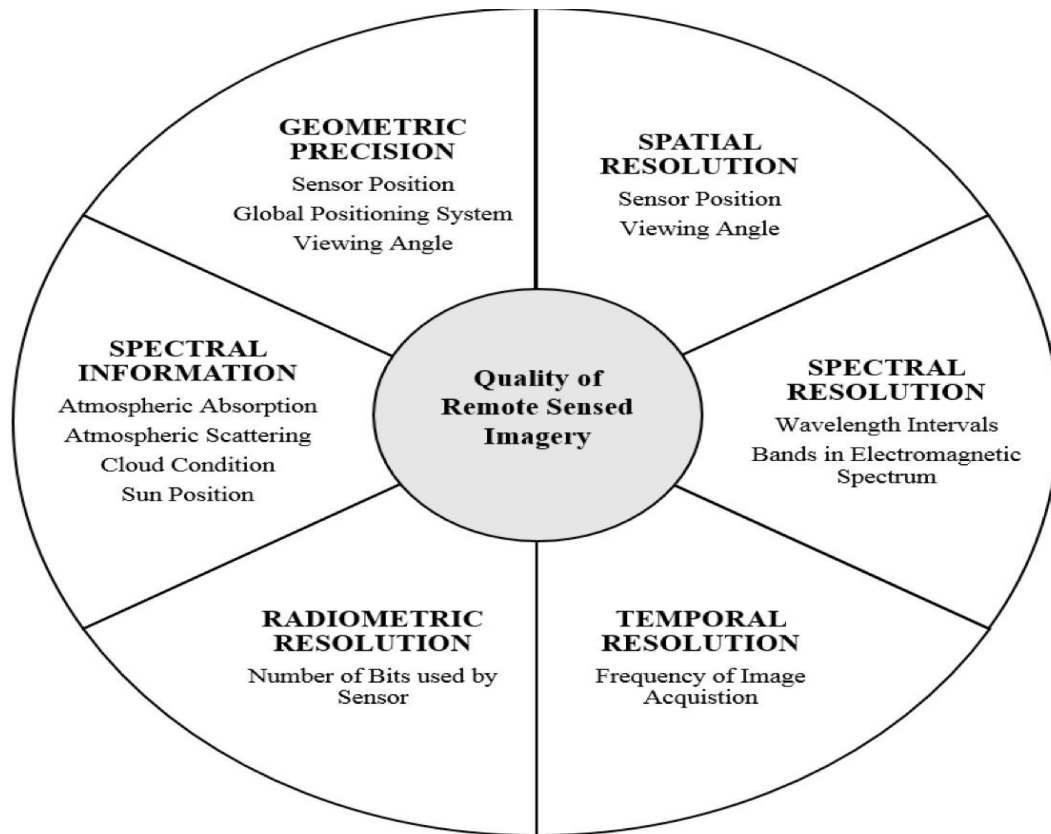 GEOMETRIC
PRECISION
Sensor Position
Global Positioning System
Viewing Angle
SPATIAL
RESOLUTION
Sensor Position
Viewing Angle
SPECTRAL
INFORMATION
Atmospheric Absorption
Atmospheric Scattering
Cloud Condition
Sun Position
Quality of
Remote Sensed
Imagery
SPECTRAL
RESOLUTION
Wavelength Intervals
Bands in Electromagnetic
Spectrum
RADIOMETRIC
RESOLUTION
Number of Bits used by
Sensor
TEMPORAL
RESOLUTION
Frequency of Image
Acquistion